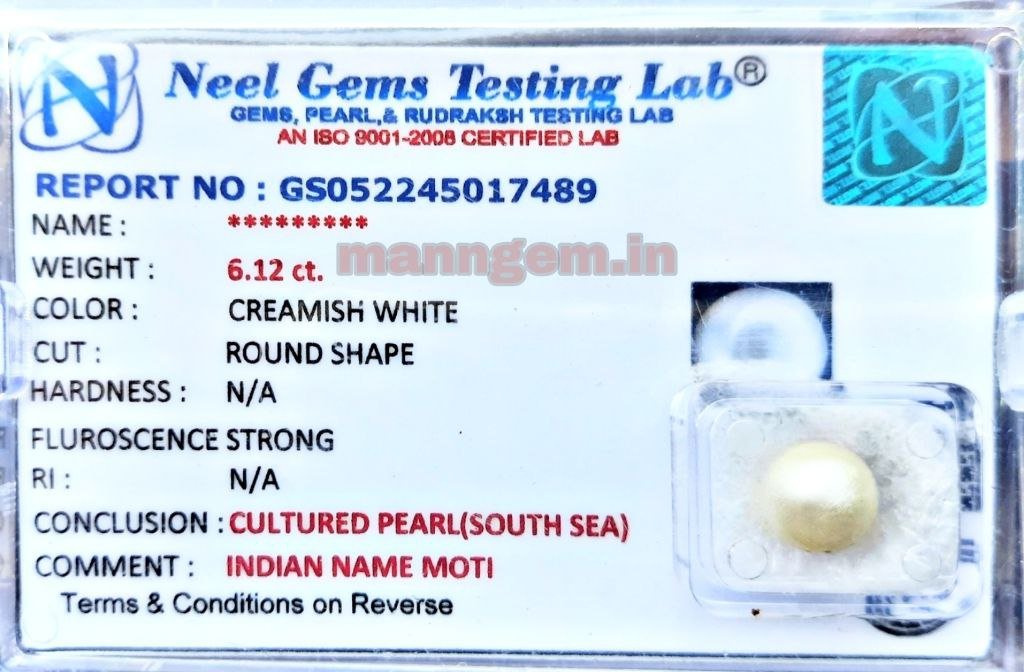 N
Neel Gems Testing Lab®
N
GEMS, PEARL,& RUDRAKSH TESTING LAB
AN ISO 9001-2008 CERTIFIED LAB
REPORT NO : GS052245017489
NAME : *********
manngem.in
WEIGHT : 6.12 ct.
COLOR : CREAMISH WHITE
CUT : ROUND SHAPE
HARDNESS : N/A
FLUROSCENCE STRONG
RI : N/A
CONCLUSION : CULTURED PEARL(SOUTH SEA)
COMMENT : INDIAN NAME MOTI
Terms & Conditions on Reverse